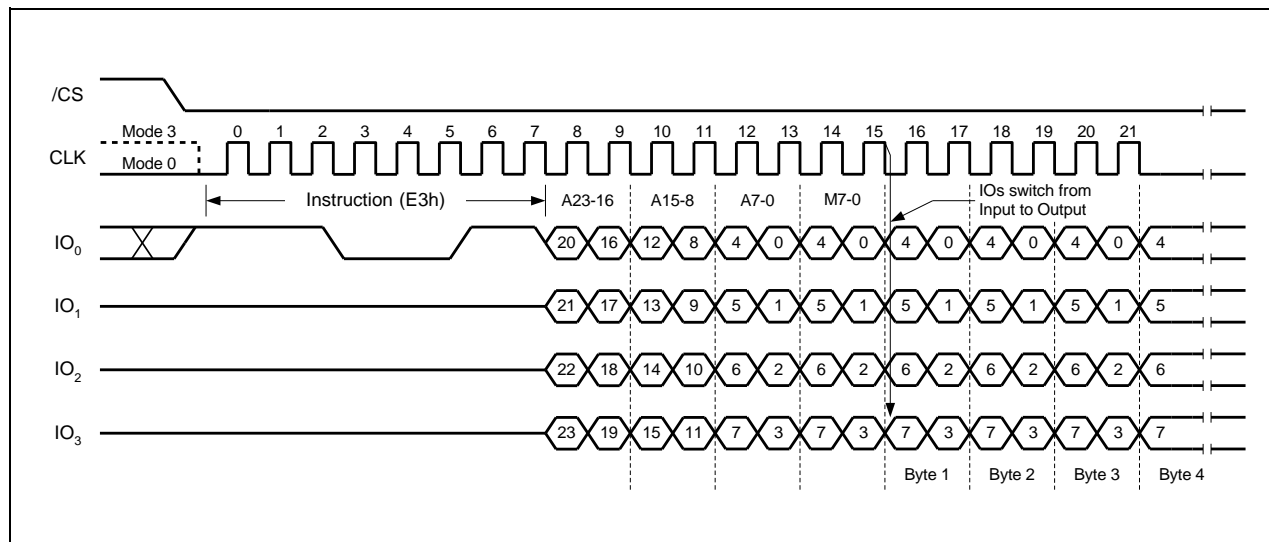 /CS
Mode 3
0 1 2 3 4 5 6 7 8 9 10 11 12 13 14 15 16 17 18 19 20 21
CLK
Mode 0
Instruction (E3h)
A23-16 A15-8 A7-0 M7-0
IOs switch from
Input to Output
IO0 20 16 12 8 4 0 4 0 4 0 4 0 4 0 4
IO1 21 17 13 9 5 1 5 1 5 1 5 1 5 1 5
IO2 22 18 14 10 6 2 6 2 6 2 6 2 6 2 6
IO3 23 19 15 11 7 3 7 3 7 3 7 3 7 3 7
Byte 1 Byte 2 Byte 3 Byte 4